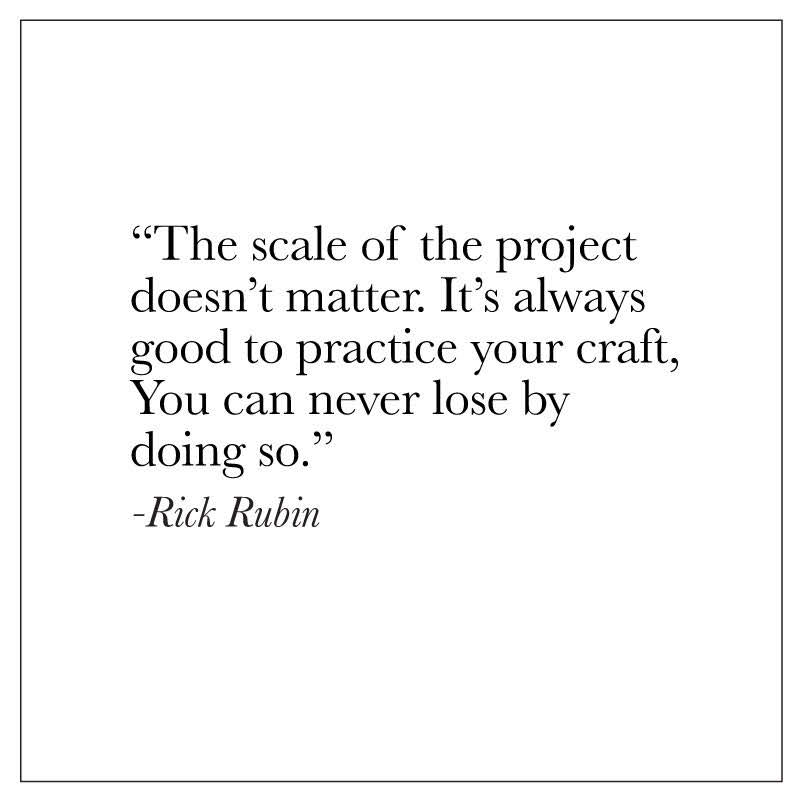 “The scale of the project
doesn’t matter. It’s always
good to practice your craft,
You can never lose by
doing so.”
-Rick Rubin